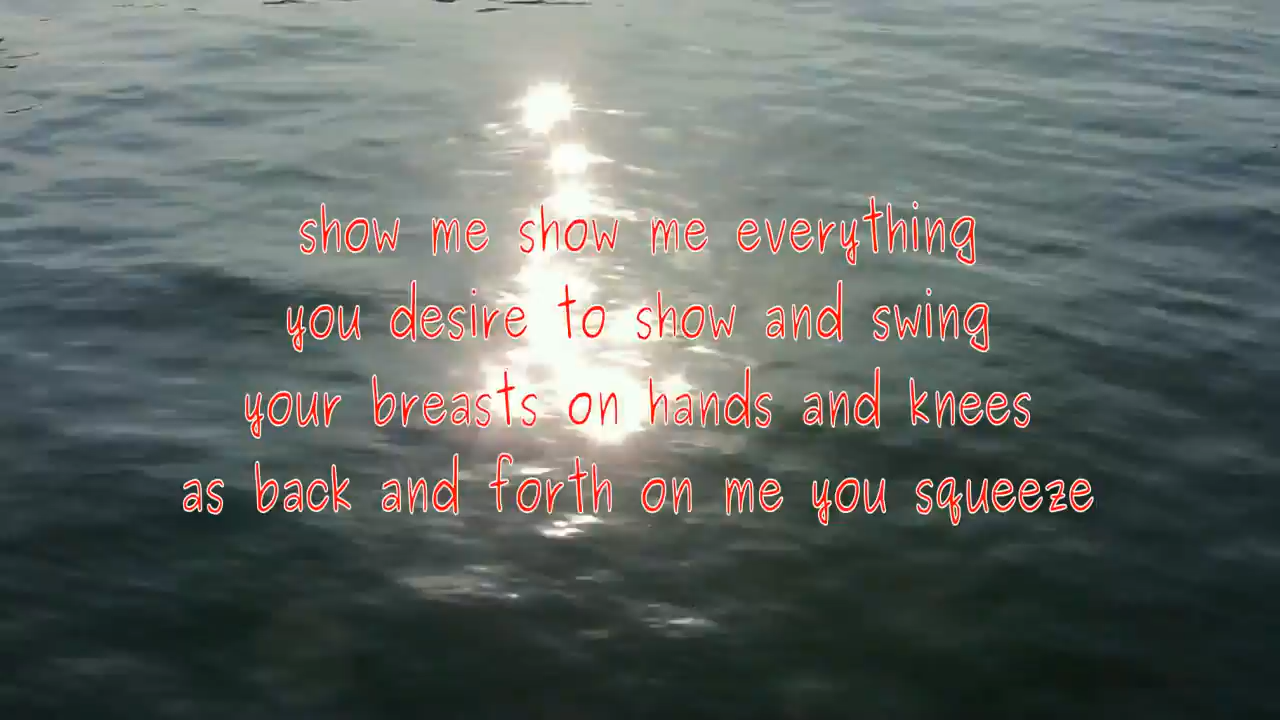 show me show me everything
you desire to show and swing
your breasts on hands and knees
as back and forth on me you squeeze